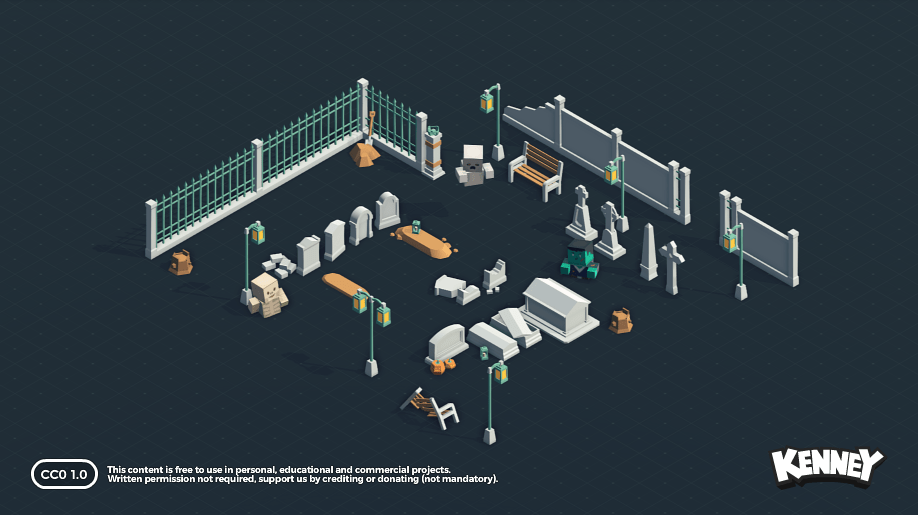 CC0 1.0
This content is free to use in personal, educational and commercial projects.
Written permission not required, support us by crediting or donating (not mandatory).
KENNEY